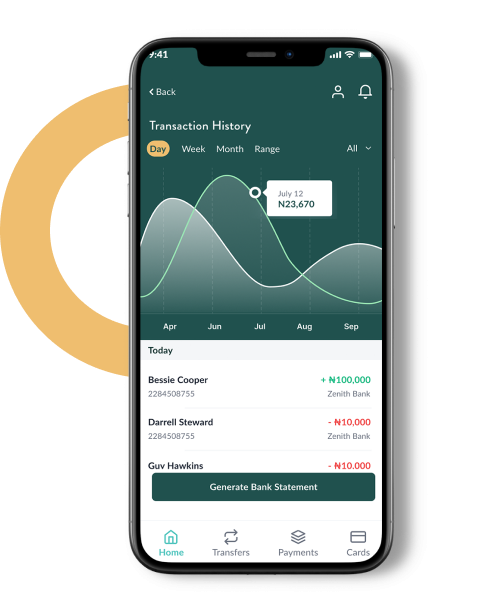 9:41
Back
Transaction History
Day Week Month Range All
July 12
N23,670
Apr Jun Jul Aug Sep
Today
Bessie Cooper + ₦100,000
2284508755 Zenith Bank
Darrell Steward - ₦10,000
2284508755 Zenith Bank
Guy Hawkins - ₦10,000
Generate Bank Statement
Home Transfers Payments Cards